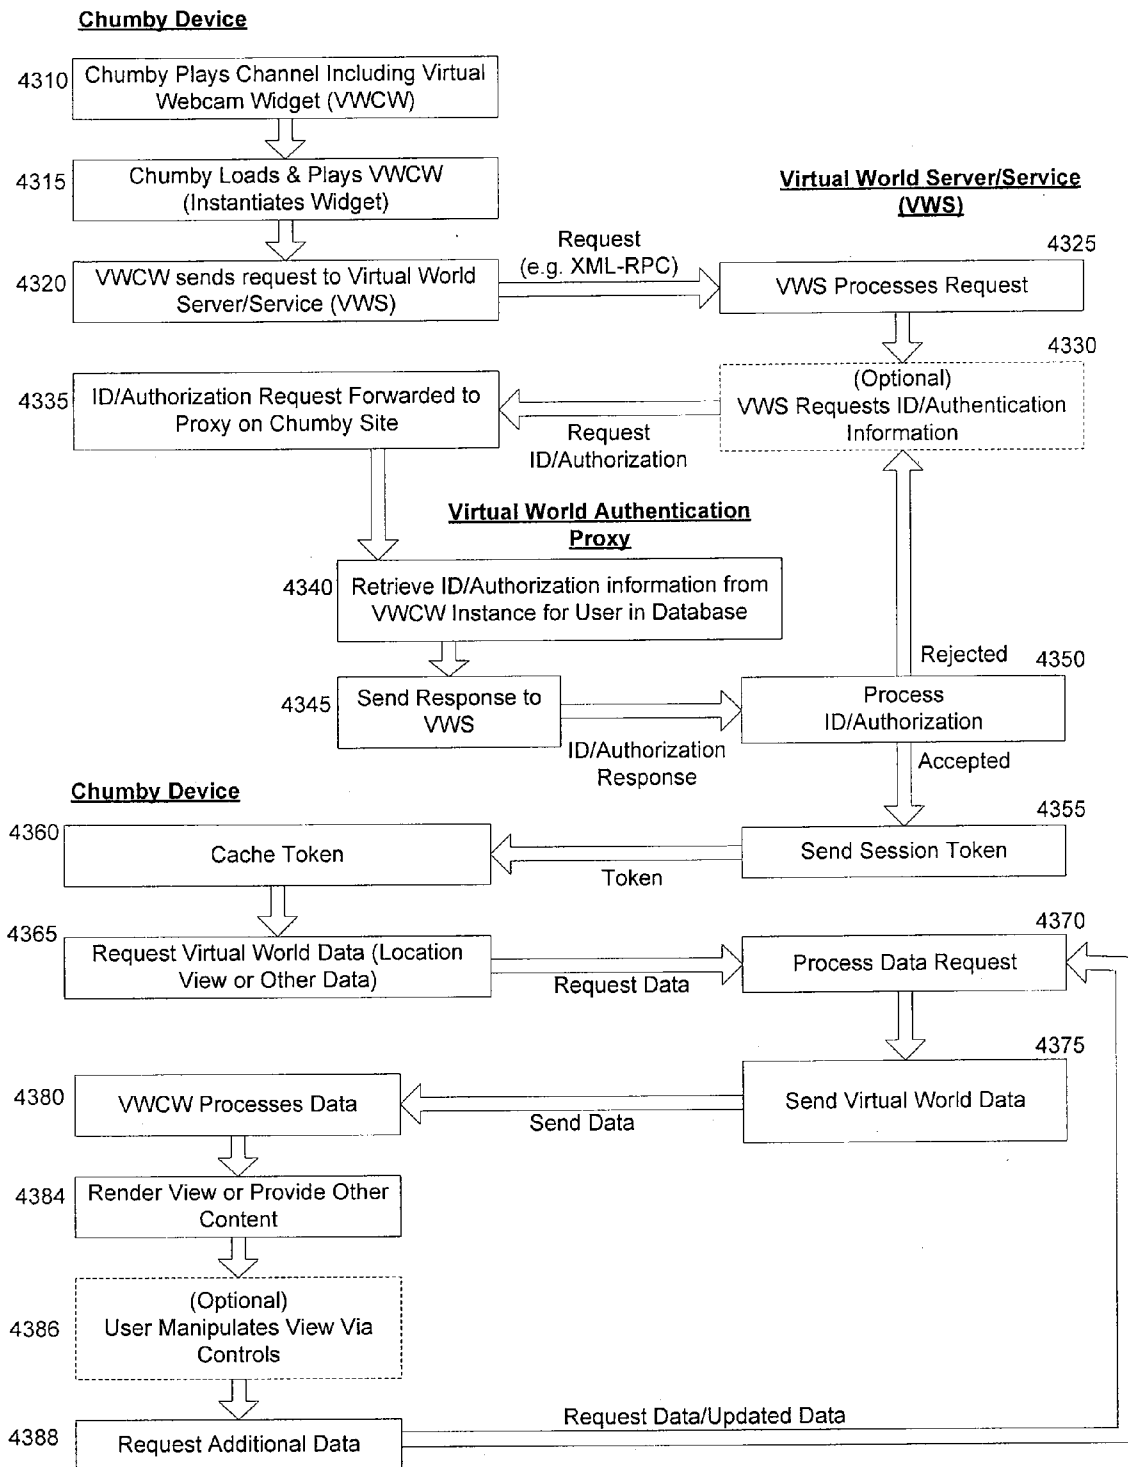 Chumby Device
4310
Chumby Plays Channel Including Virtual
Webcam Widget (VWCW)
4315
Chumby Loads & Plays VWCW
(Instantiates Widget)
Virtual World Server/Service
(VWS)
4320
VWCW sends request to Virtual World
Server/Service (VWS)
Request
(e.g. XML-RPC)
4325
VWS Processes Request
4330
(Optional)
VWS Requests ID/Authentication
Information
4335
ID/Authorization Request Forwarded to
Proxy on Chumby Site
Request
ID/Authorization
Virtual World Authentication
Proxy
4340
Retrieve ID/Authorization information from
VWCW Instance for User in Database
Rejected
4345
Send Response to
VWS
ID/Authorization
Response
4350
Process
ID/Authorization
Accepted
Chumby Device
4355
Send Session Token
4360
Cache Token
Token
4365
Request Virtual World Data (Location
View or Other Data)
Request Data
4370
Process Data Request
4375
Send Virtual World Data
4380
VWCW Processes Data
Send Data
4384
Render View or Provide Other
Content
4386
(Optional)
User Manipulates View Via
Controls
4388
Request Additional Data
Request Data/Updated Data